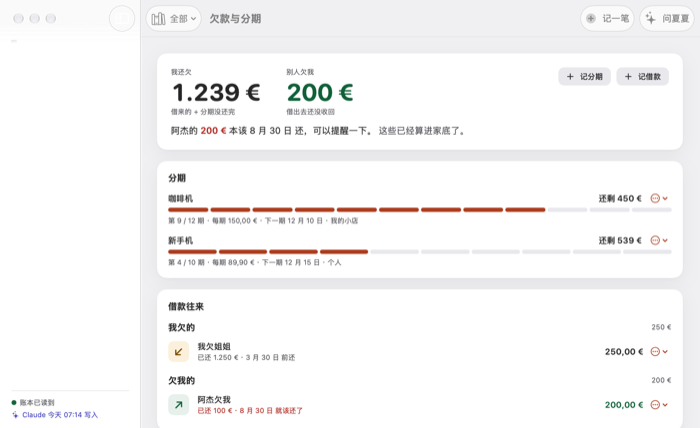 全部
欠款与分期
记一笔
问夏夏
我还欠
别人欠我
+ 记分期
+ 记借款
1.239 €
200 €
借来的 + 分期没还完
借出去还没收回
阿杰的 200 € 本该 8 月 30 日 还，可以提醒一下。 这些已经算进家底了。
分期
咖啡机
还剩 450 €
第 9 / 12 期 · 每期 150,00 € · 下一期 12 月 10 日 · 我的小店
新手机
还剩 539 €
第 4 / 10 期 · 每期 89,90 € · 下一期 12 月 15 日 · 个人
借款往来
我欠的
250 €
我欠姐姐
已还 1.250 € · 3 月 30 日 前还
250,00 €
欠我的
200 €
阿杰欠我
已还 100 € · 8 月 30 日 就该还了
200,00 €
账本已读到
Claude 今天 07:14 写入